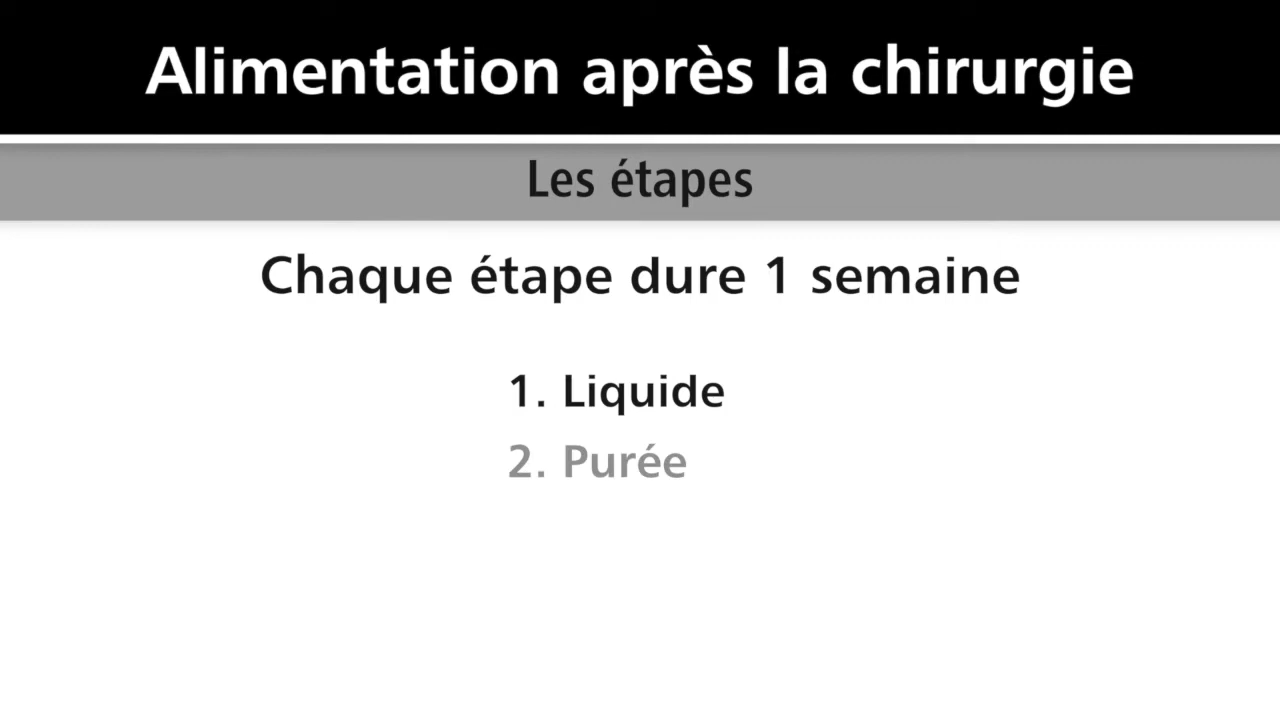 Alimentation après la chirurgie
Les étapes
Chaque étape dure 1 semaine
1. Liquide
2. Purée